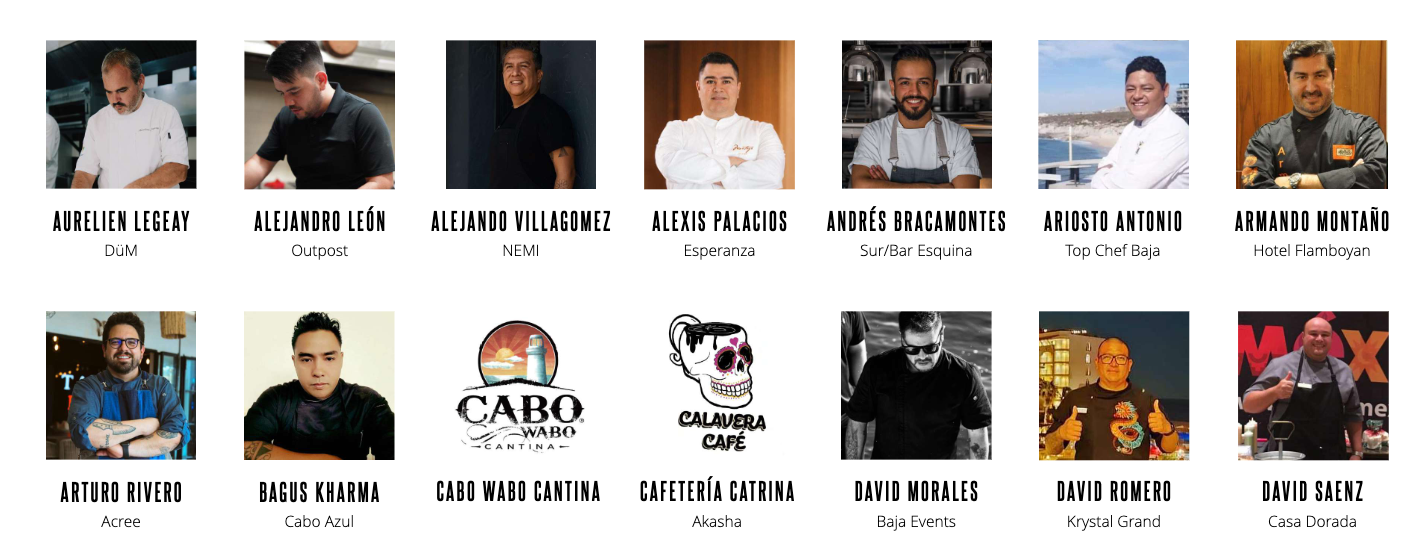 AURELIEN LEGEAY
DüM
ALEJANDRO LEÓN
Outpost
ALEJANDO VILLAGOMEZ
NEMI
ALEXIS PALACIOS
Esperanza
ANDRÉS BRACAMONTES
Sur/Bar Esquina
ARIOSTO ANTONIO
Top Chef Baja
ARMANDO MONTAÑO
Hotel Flamboyan
CABO
WABO
CANTINA
CALAVERA
CAFÉ
MÉX
ARTURO RIVERO
Acree
BAGUS KHARMA
Cabo Azul
CABO WABO CANTINA
CAFETERÍA CATRINA
Akasha
DAVID MORALES
Baja Events
DAVID ROMERO
Krystal Grand
DAVID SAENZ
Casa Dorada